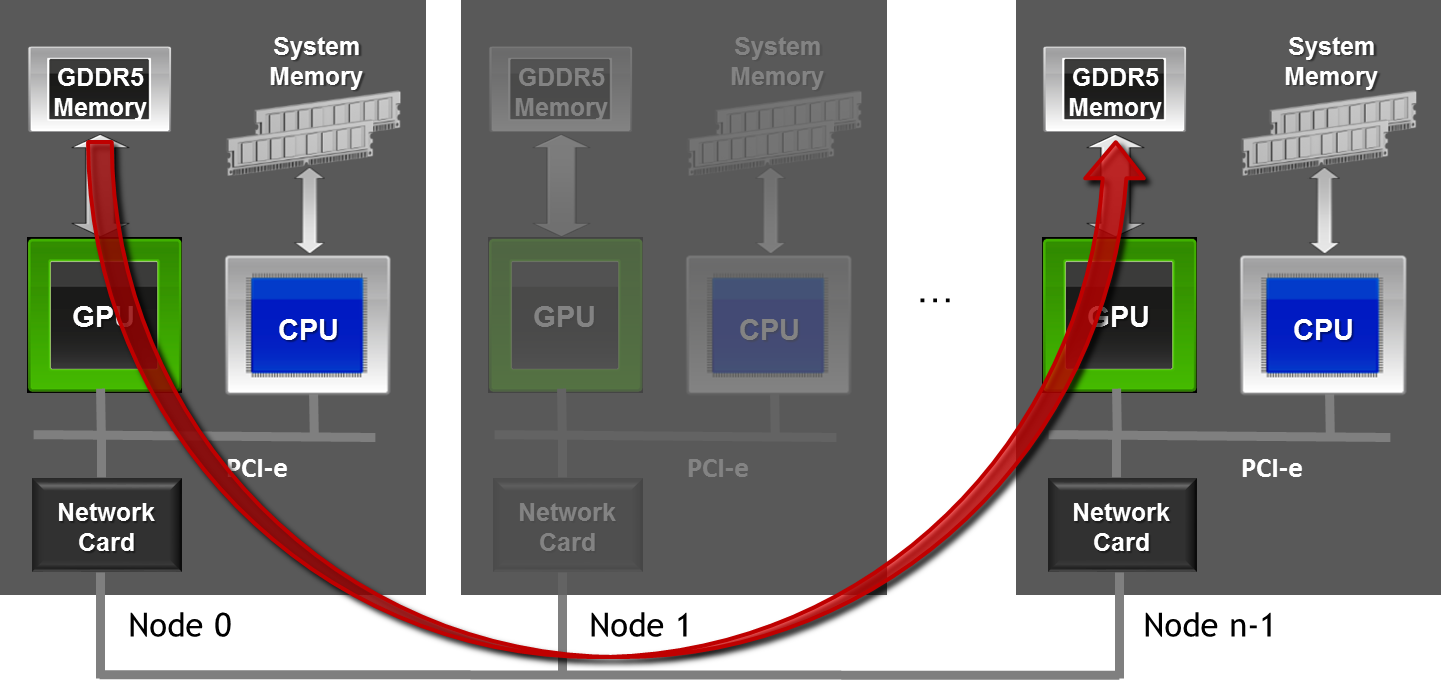 GDDR5
Memory
System
Memory
GPU
CPU
PCI-e
Network
Card
Node 0
GDDR5
Memory
System
Memory
GPU
CPU
PCI-e
Network
Card
Node 1
...
GDDR5
Memory
System
Memory
GPU
CPU
PCI-e
Network
Card
Node n-1